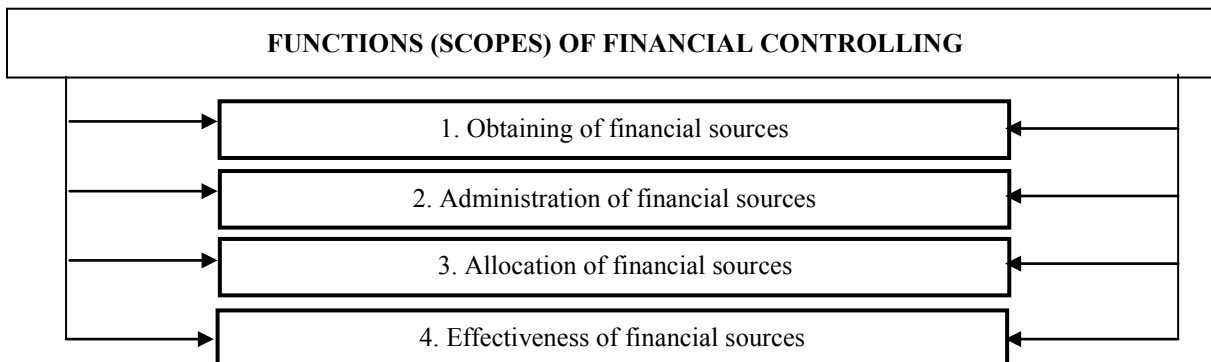 FUNCTIONS (SCOPES) OF FINANCIAL CONTROLLING
1. Obtaining of financial sources
2. Administration of financial sources
3. Allocation of financial sources
4. Effectiveness of financial sources